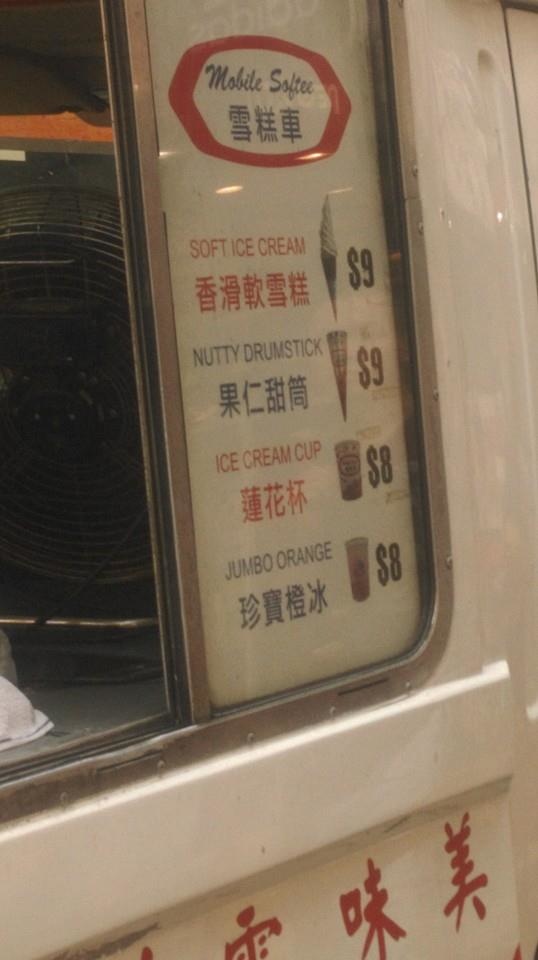 Mobile Softee
雪糕車
SOFT ICE CREAM
香滑軟雪糕
$9
NUTTY DRUMSTICK
果仁甜筒
$9
ICE CREAM CUP
蓮花杯
$8
JUMBO ORANGE
珍寶橙冰
$8
美味雪